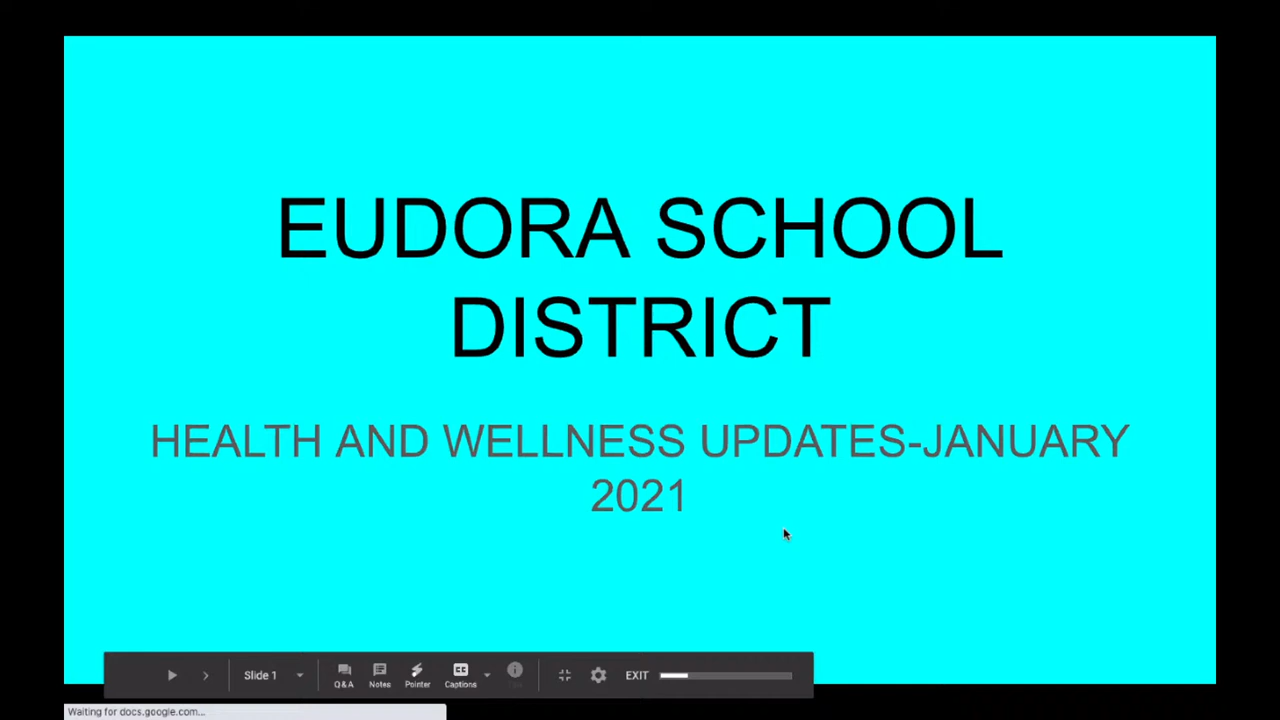 EUDORA SCHOOL
DISTRICT
HEALTH AND WELLNESS UPDATES-JANUARY
2021
Slide 1
Q&A
Notes
Pointer
Captions
EXIT
Waiting for docs.google.com...